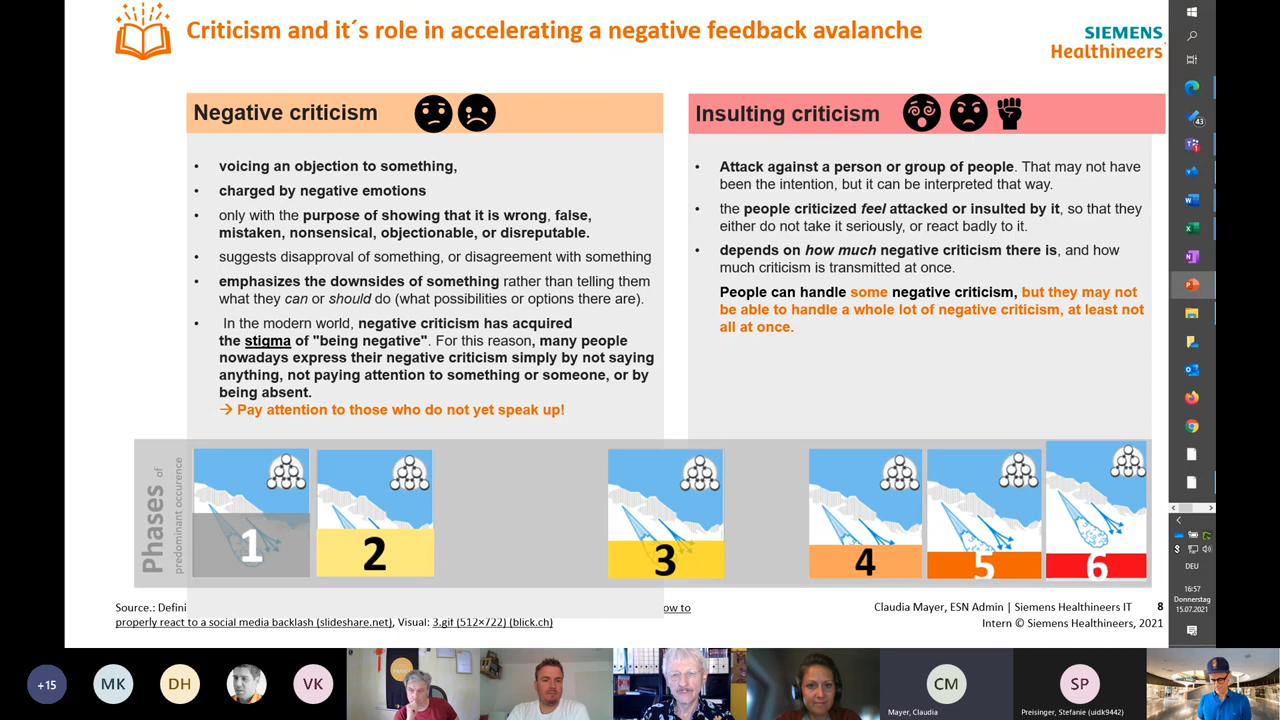 Criticism and it´s role in accelerating a negative feedback avalanche
SIEMENS
Healthineers
Negative criticism
• voicing an objection to something,
• charged by negative emotions
• only with the purpose of showing that it is wrong, false,
mistaken, nonsensical, objectionable, or disreputable.
• suggests disapproval of something, or disagreement with something
• emphasizes the downsides of something rather than telling them
what they can or should do (what possibilities or options there are).
• In the modern world, negative criticism has acquired
the stigma of "being negative". For this reason, many people
nowadays express their negative criticism simply by not saying
anything, not paying attention to something or someone, or by
being absent.
→ Pay attention to those who do not yet speak up!
Insulting criticism
• Attack against a person or group of people. That may not have
been the intention, but it can be interpreted that way.
• the people criticized feel attacked or insulted by it, so that they
either do not take it seriously, or react badly to it.
• depends on how much negative criticism there is, and how
much criticism is transmitted at once.
People can handle some negative criticism, but they may not
be able to handle a whole lot of negative criticism, at least not
all at once.
Phases of
predominant occurence
1
2
3
4
5
6
Source.: Defini
ow to
properly react to a social media backlash (slideshare.net), Visual: 3.gif (512×722) (blick.ch)
Claudia Mayer, ESN Admin | Siemens Healthineers IT 8
Intern © Siemens Healthineers, 2021
43
DEU
16:57
Donnerstag
15.07.2021
+15
MK
DH
VK
CM
Mayer, Claudia
SP
Preisinger, Stefanie (uidk9442)